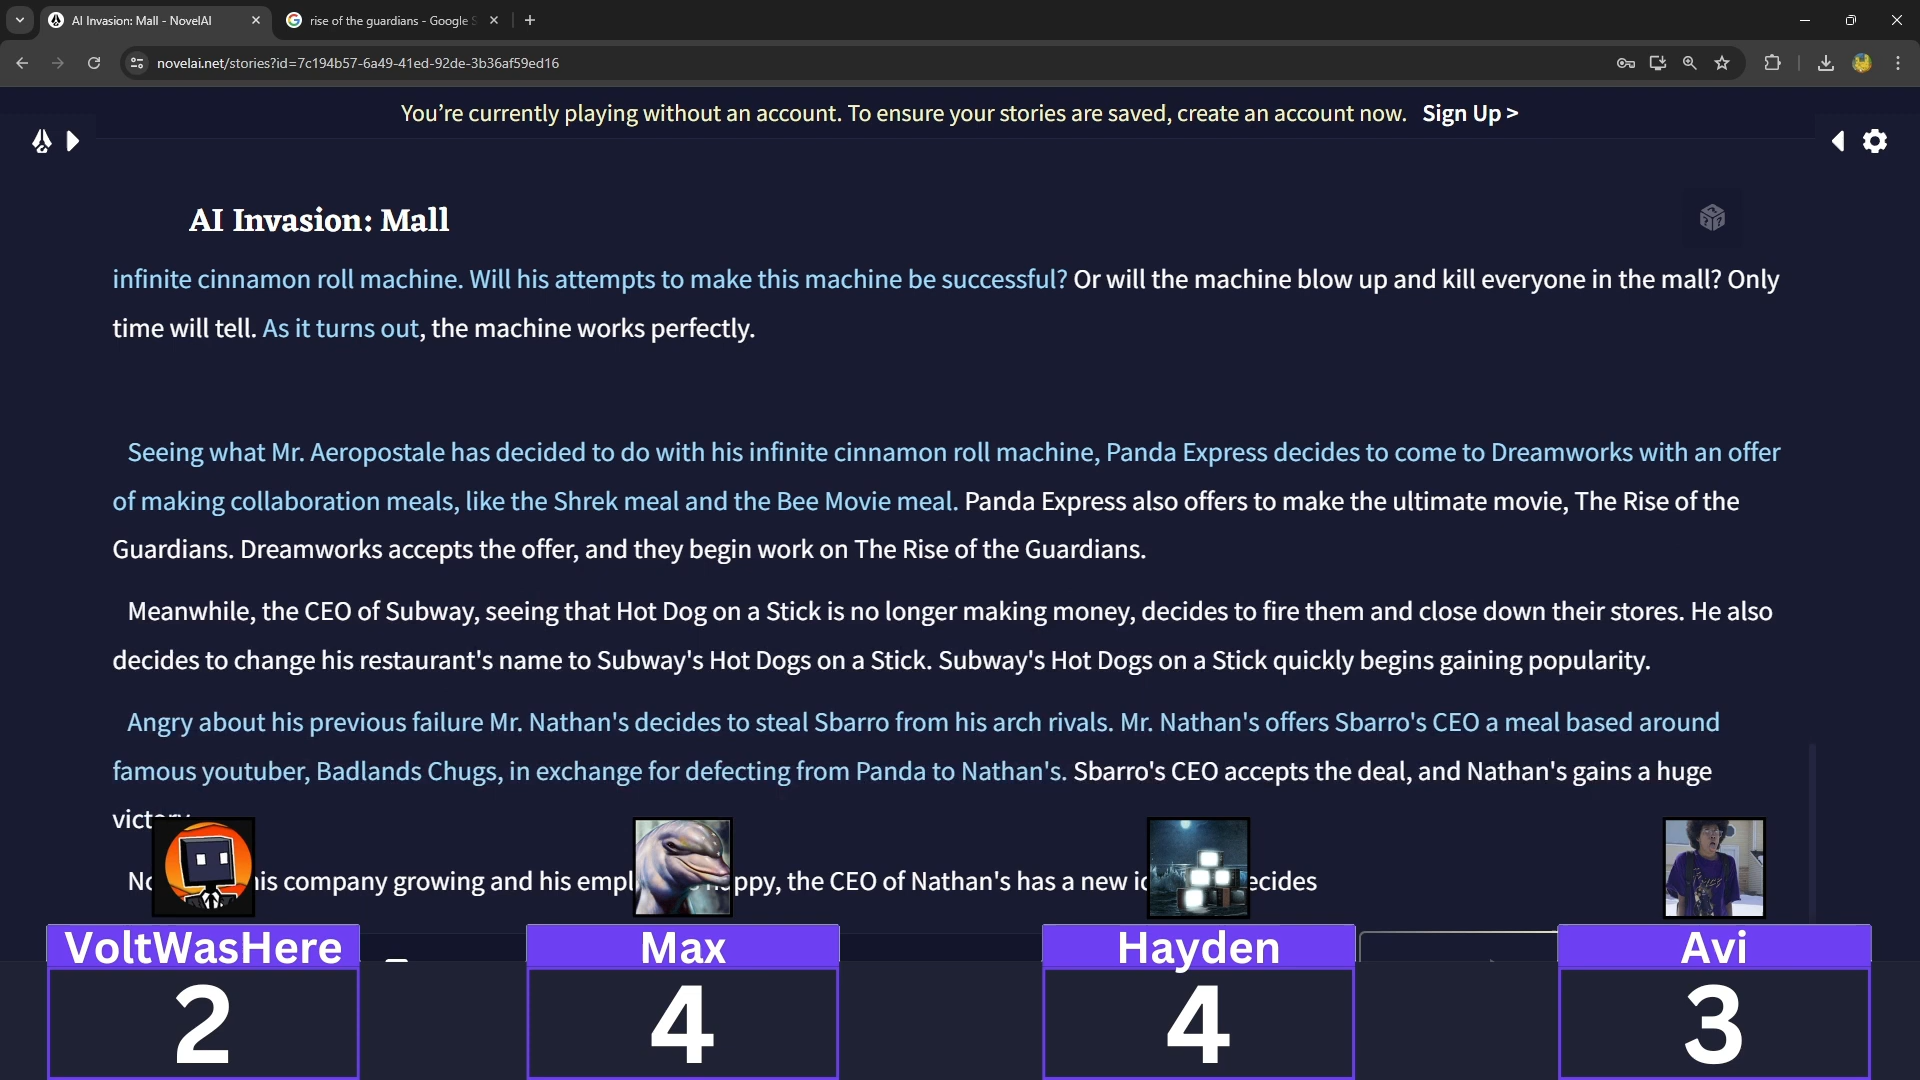 AI Invasion: Mall - NovelAI
rise of the guardians - Google
novelai.net/stories?id=7c194b57-6a49-41ed-92de-3b36af59ed16
You're currently playing without an account. To ensure your stories are saved, create an account now. Sign Up >
AI Invasion: Mall
infinite cinnamon roll machine. Will his attempts to make this machine be successful? Or will the machine blow up and kill everyone in the mall? Only
time will tell. As it turns out, the machine works perfectly.
Seeing what Mr. Aeropostale has decided to do with his infinite cinnamon roll machine, Panda Express decides to come to Dreamworks with an offer
of making collaboration meals, like the Shrek meal and the Bee Movie meal. Panda Express also offers to make the ultimate movie, The Rise of the
Guardians. Dreamworks accepts the offer, and they begin work on The Rise of the Guardians.
Meanwhile, the CEO of Subway, seeing that Hot Dog on a Stick is no longer making money, decides to fire them and close down their stores. He also
decides to change his restaurant's name to Subway's Hot Dogs on a Stick. Subway's Hot Dogs on a Stick quickly begins gaining popularity.
Angry about his previous failure Mr. Nathan's decides to steal Sbarro from his arch rivals. Mr. Nathan's offers Sbarro's CEO a meal based around
famous youtuber, Badlands Chugs, in exchange for defecting from Panda to Nathan's. Sbarro's CEO accepts the deal, and Nathan's gains a huge
victory
his company growing and his happy, the CEO of Nathan's has a new decides
VoltWasHere
2
Max
4
Hayden
4
Avi
3